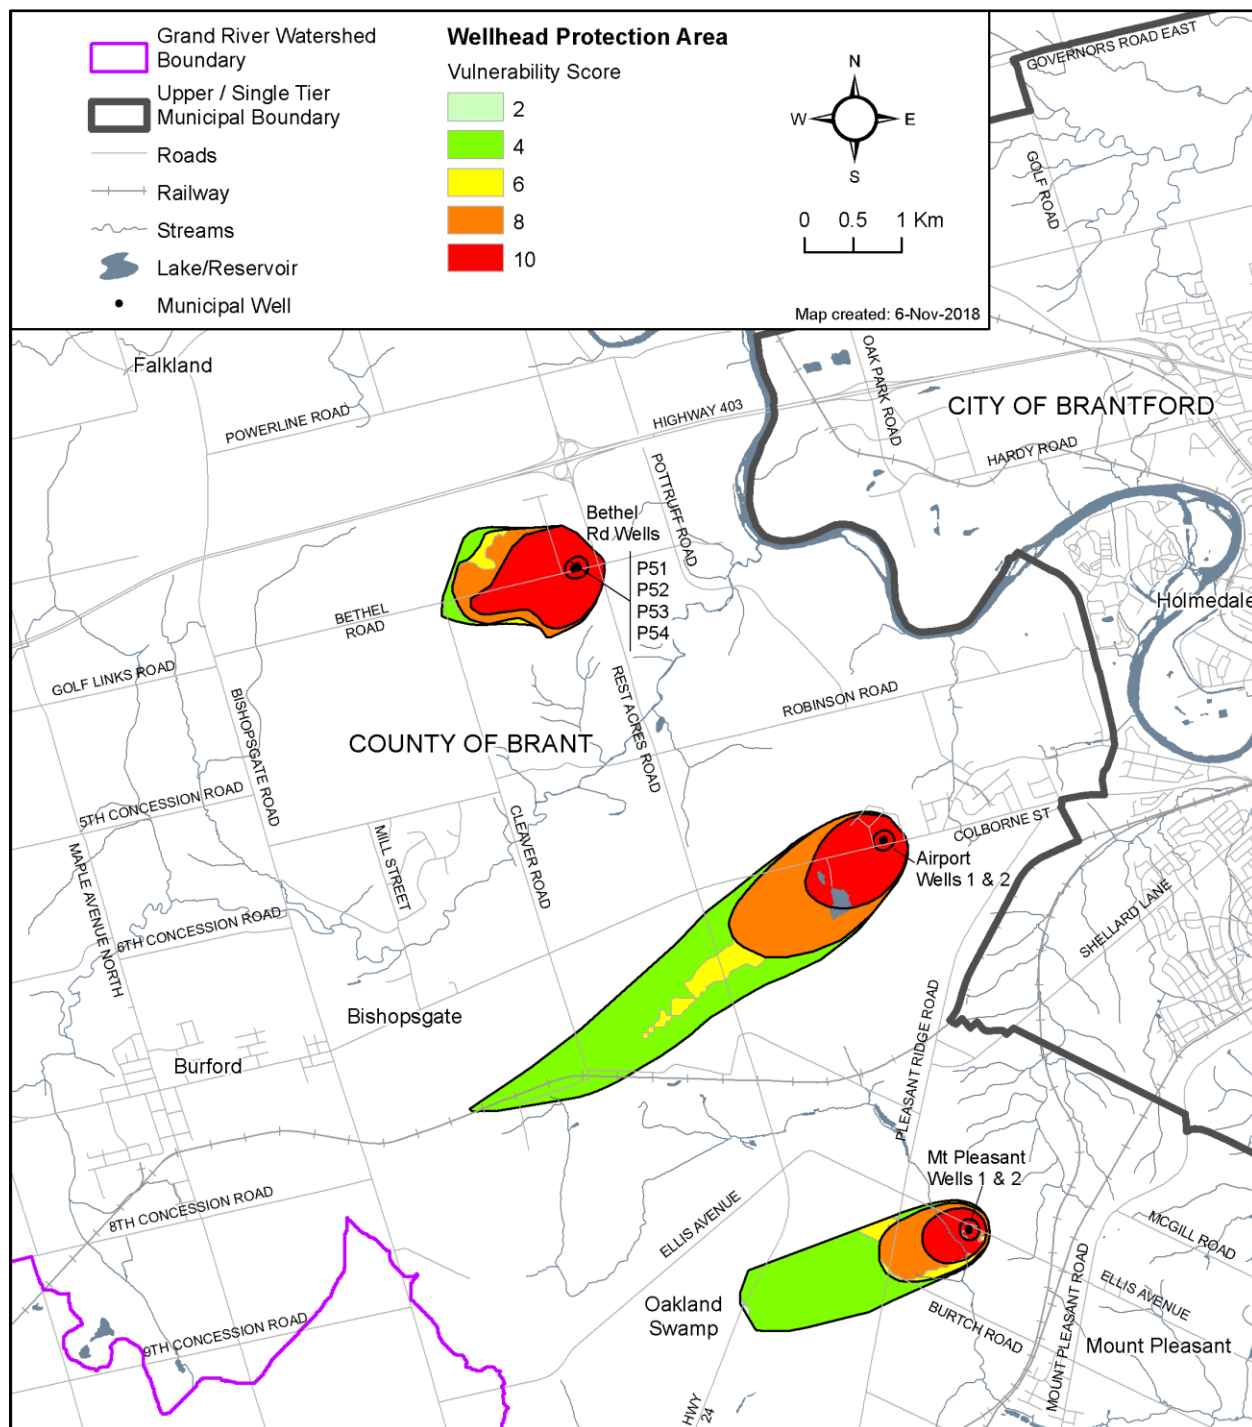 Grand River Watershed
Boundary
Upper / Single Tier
Municipal Boundary
Roads
Railway
Streams
Lake/Reservoir
Municipal Well
Wellhead Protection Area
Vulnerability Score
2
4
6
8
10
N
W
E
S
0 0.5 1 Km
Map created: 6-Nov-2018
GOVERNORS ROAD EAST
GOLF ROAD
Falkland
POWERLINE ROAD
HIGHWAY 403
OAK PARK ROAD
CITY OF BRANTFORD
HARDY ROAD
POTTRUFF ROAD
Bethel
Rd Wells
P51
P52
P53
P54
BETHEL
ROAD
Holmedale
GOLF LINKS ROAD
BISHOPSGATE ROAD
REST ACRES ROAD
ROBINSON ROAD
COUNTY OF BRANT
5TH CONCESSION ROAD
MAPLE AVENUE NORTH
MILL STREET
CLEAVER ROAD
COLBORNE ST
Airport
Wells 1 & 2
SHELLARD LANE
6TH CONCESSION ROAD
Bishopsgate
Burford
PLEASANT RIDGE ROAD
Mt Pleasant
Wells 1 & 2
8TH CONCESSION ROAD
ELLIS AVENUE
MCGILL ROAD
ELLIS AVENUE
Oakland
Swamp
BURTCH ROAD
MOUNT PLEASANT ROAD
Mount Pleasant
9TH CONCESSION ROAD
HWY
24